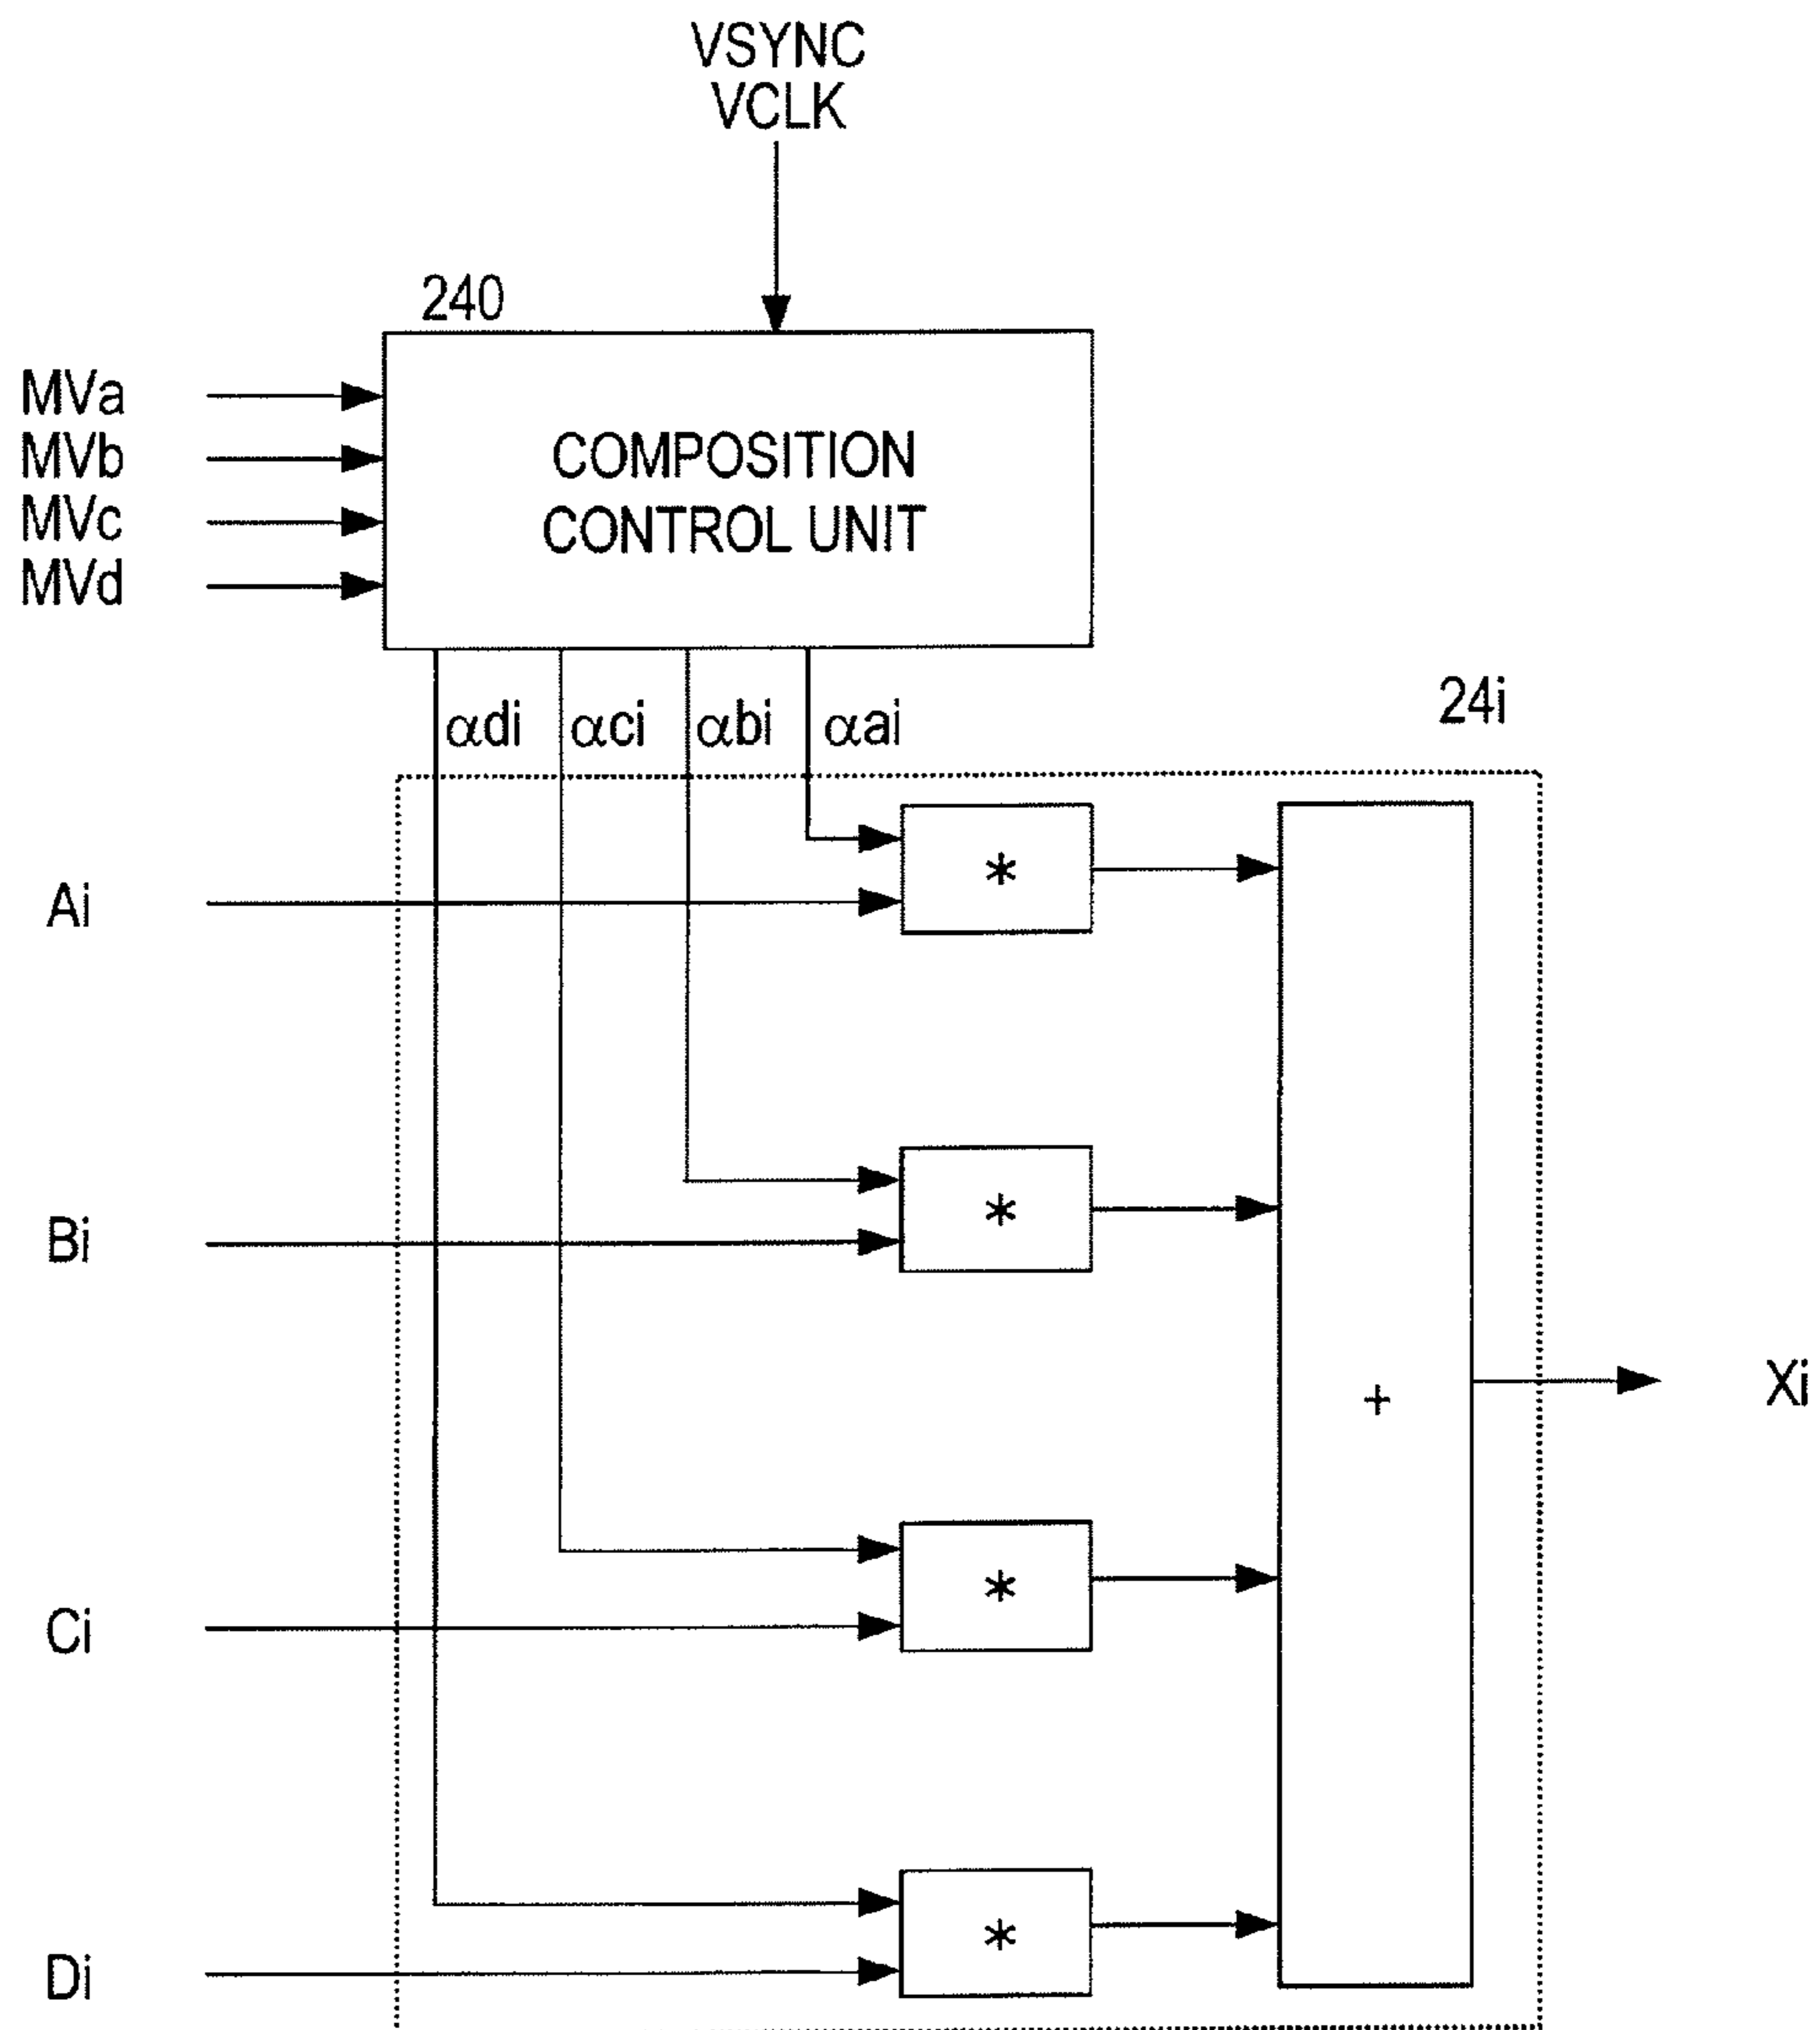 VSYNC
VCLK
240
MVa
MVb
MVc
MVd
COMPOSITION
CONTROL UNIT
αdi
αci
αbi
αai
24i
Ai
*
Bi
*
+
Xi
Ci
*
Di
*